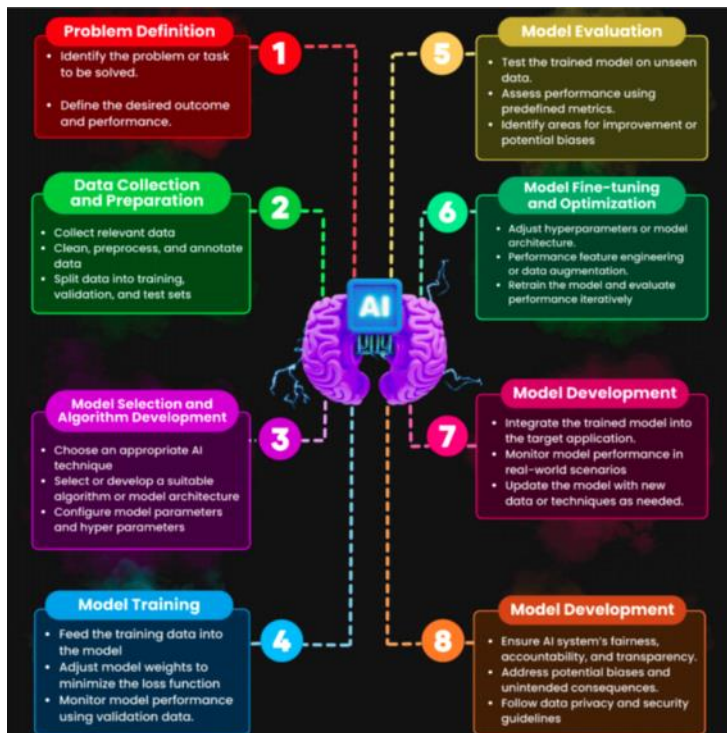 Problem Definition
1
• Identify the problem or task
to be solved.
• Define the desired outcome
and performance.
Data Collection
and Preparation
2
• Collect relevant data
• Clean, preprocess, and annotate
data
• Split data into training,
validation, and test sets
Model Selection and
Algorithm Development
3
• Choose an appropriate AI
technique
• Select or develop a suitable
algorithm or model architecture
• Configure model parameters
and hyper parameters
Model Training
4
• Feed the training data into
the model
• Adjust model weights to
minimize the loss function
• Monitor model performance
using validation data.
AI
Model Evaluation
5
• Test the trained model on unseen
data.
• Assess performance using
predefined metrics.
• Identify areas for improvement or
potential biases
Model Fine-tuning
and Optimization
6
• Adjust hyperparameters or model
architecture.
• Performance feature engineering
or data augmentation.
• Retrain the model and evaluate
performance iteratively
Model Development
7
• Integrate the trained model into
the target application.
• Monitor model performance in
real-world scenarios
• Update the model with new
data or techniques as needed.
Model Development
8
• Ensure AI system's fairness,
accountability, and transparency.
• Address potential biases and
unintended consequences.
• Follow data privacy and security
guidelines